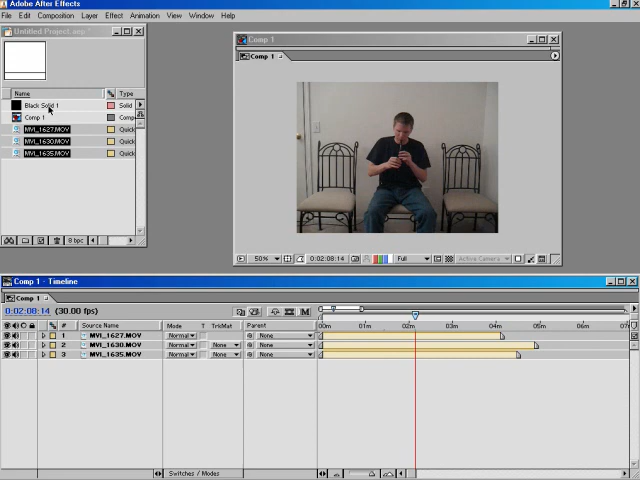 Adobe After Effects
File Edit Composition Layer Effect Animation View Window Help
Untitled Project.aep *
Name Type
Black Solid 1 Solid
Comp 1 Comp
MVI_1627.MOV Quick
MVI_1630.MOV Quick
MVI_1635.MOV Quick
8 bpc
Comp 1
Comp 1
50% 0:02:08:14 Full Active Camera
Comp 1 - Timeline
Comp 1
0:02:08:14 (30.00 fps)
# Source Name Mode T TrkMat Parent 00m 01m 02m 03m 04m 05m 06m 07
1 MVI_1627.MOV Normal None
2 MVI_1630.MOV Normal None None
3 MVI_1635.MOV Normal None None
Switches / Modes